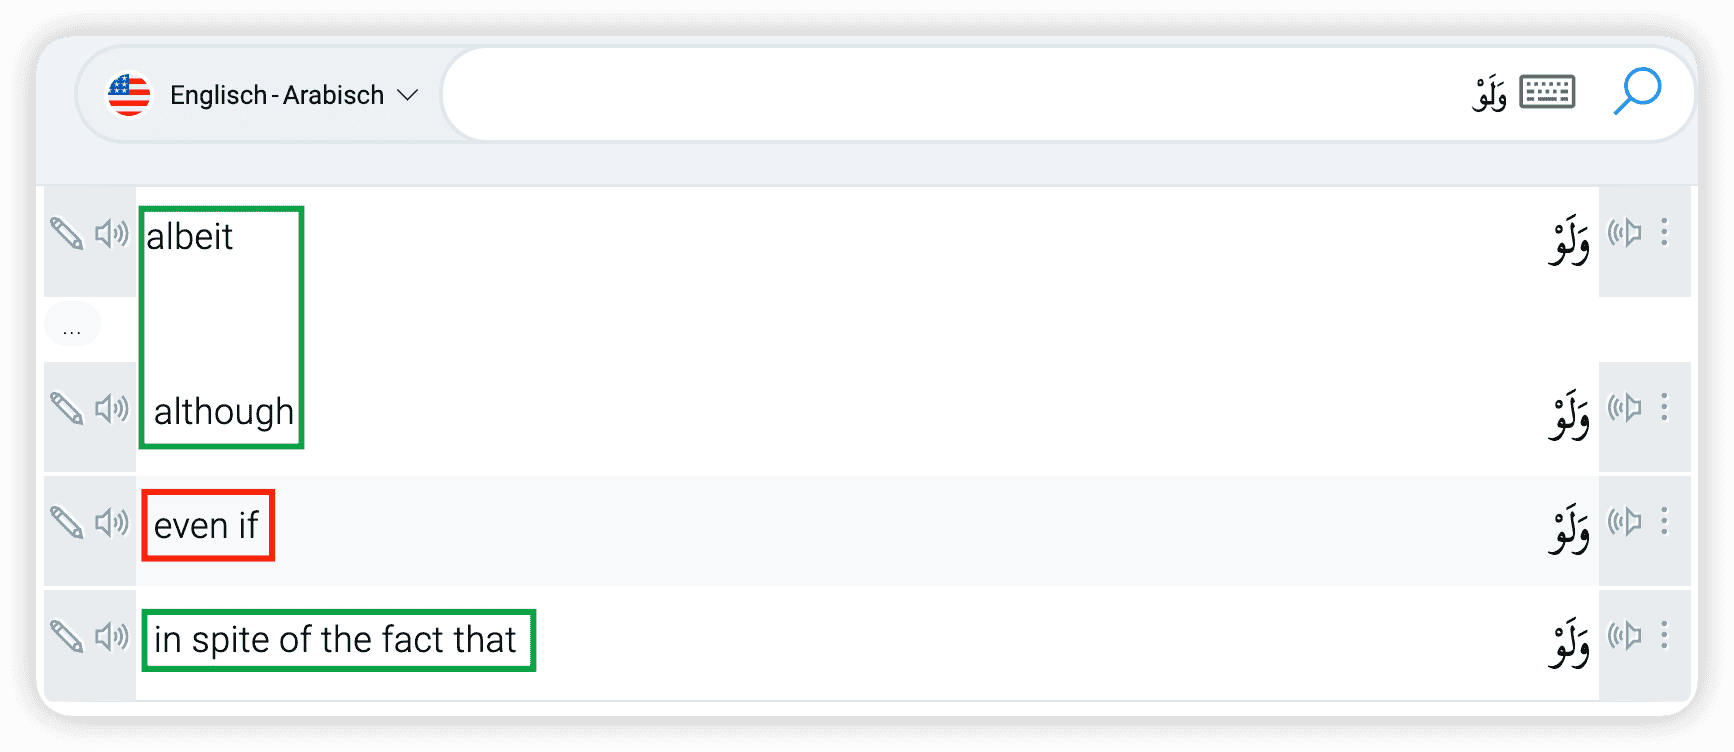 Englisch - Arabisch
وَلَوْ
albeit
وَلَوْ
...
although
وَلَوْ
even if
وَلَوْ
in spite of the fact that
وَلَوْ